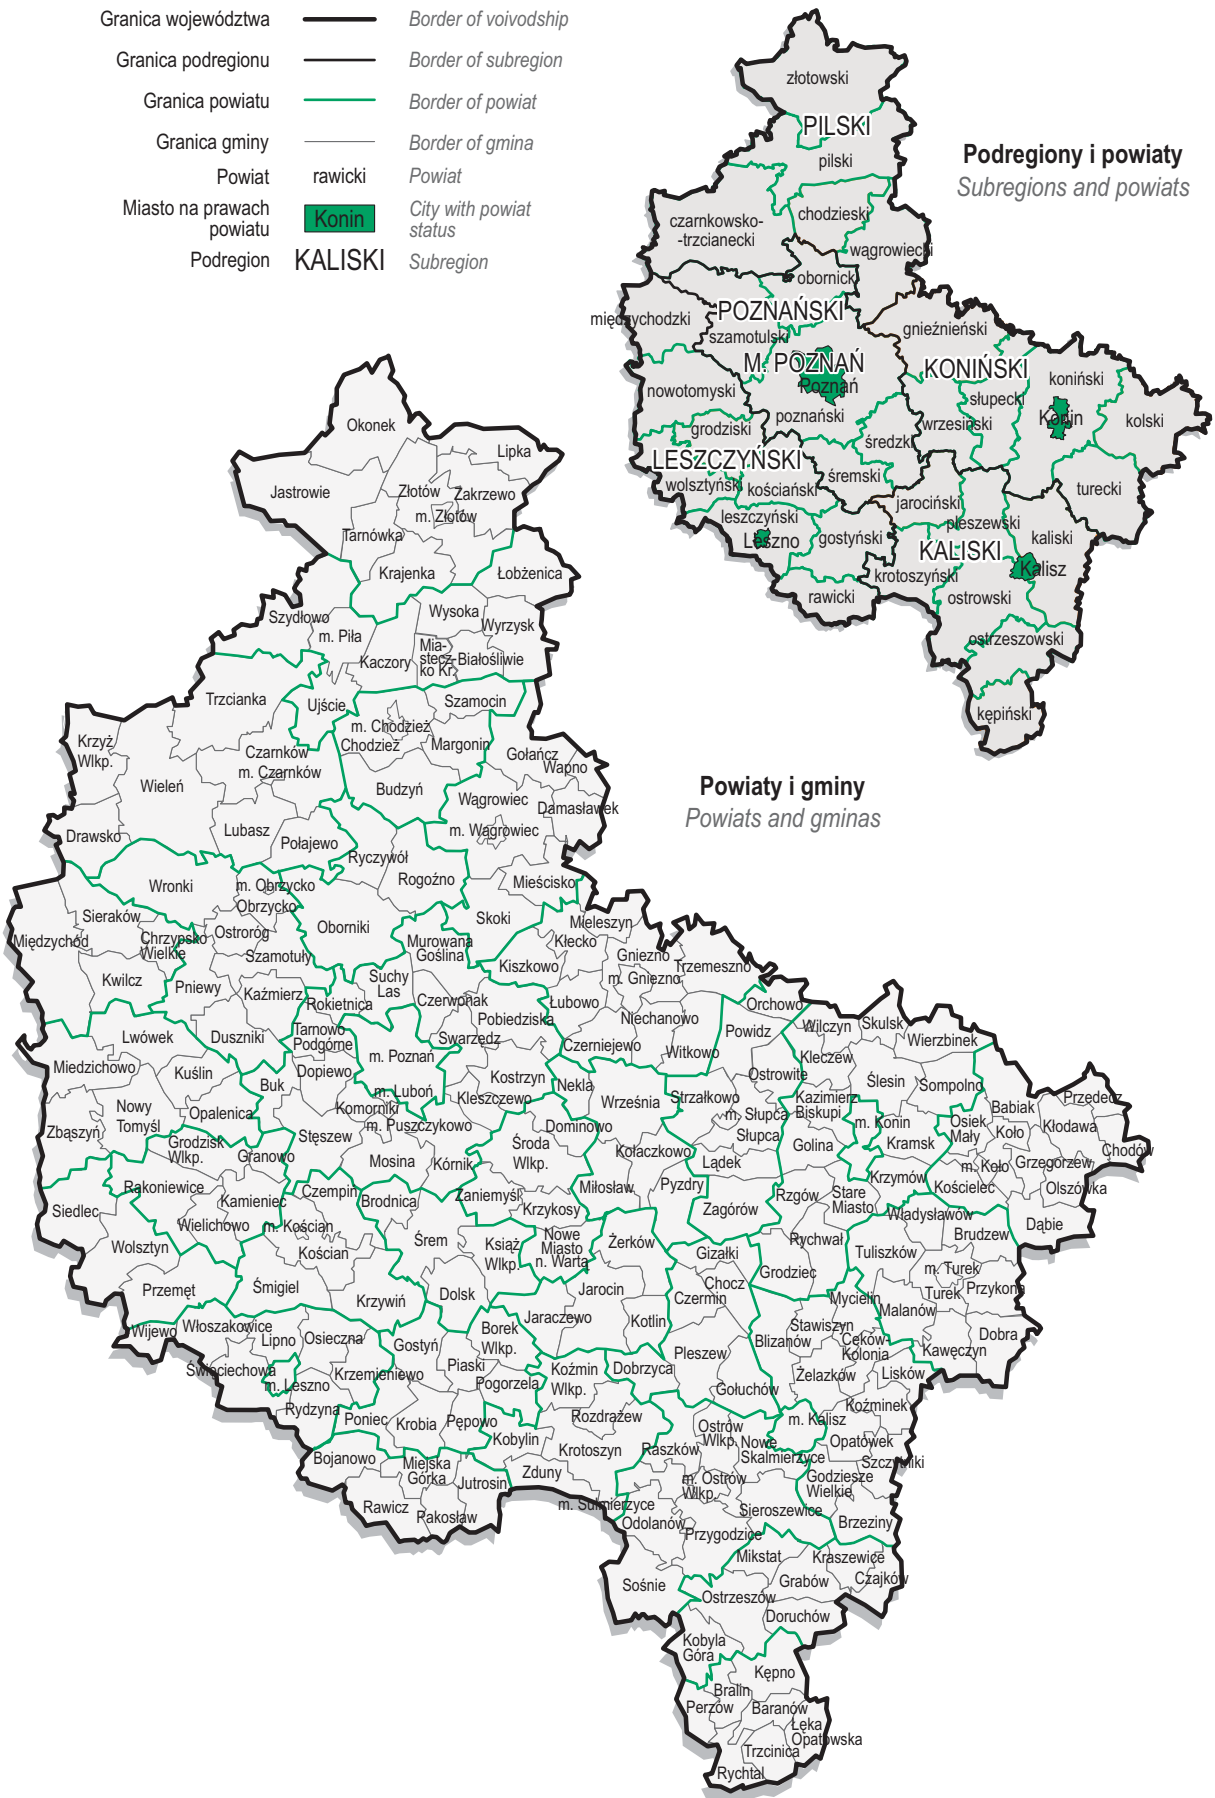 Granica województwa
Border of voivodship
Granica podregionu
Border of subregion
Granica powiatu
Border of powiat
Granica gminy
Border of gmina
Powiat
rawicki
Powiat
Miasto na prawach
powiatu
Konin
City with powiat
status
Podregion
KALISKI
Subregion
Podregiony i powiaty
Subregions and powiats
złotowski
PILSKI
pilski
czarnkowsko-
-trzcianecki
chodzieski
wągrowiecki
obornicki
POZNAŃSKI
międzychodzki
szamotulski
gnieźnieński
M. POZNAŃ
Poznań
KONIŃSKI
koniński
nowotomyski
słupecki
Konin
kolski
poznański
wrzesiński
grodziski
średzki
LESZCZYŃSKI
wolsztyński
kościański
śremski
jarociński
turecki
leszczyński
Leszno
gostyński
pleszewski
kaliski
KALISKI
krotoszyński
Kalisz
rawicki
ostrowski
ostrzeszowski
kępiński
Powiaty i gminy
Powiats and gminas
Okonek
Lipka
Jastrowie
Złotów
Zakrzewo
m. Złotów
Tarnówka
Krajenka
Łobżenica
Szydłowo
m. Piła
Wysoka
Wyrzysk
Kaczory
Mia-
stecz-
ko Kr.
Białośliwie
Trzcianka
Ujście
Szamocin
m. Chodzież
Chodzież
Margonin
Krzyż
Wlkp.
Czarnków
m. Czarnków
Gołańcz
Wapno
Wieleń
Budzyń
Wągrowiec
Damasławek
Drawsko
Lubasz
Połajewo
m. Wągrowiec
Ryczywół
Rogoźno
Mieścisko
Wronki
m. Obrzycko
Obrzycko
Sieraków
Ostroróg
Oborniki
Skoki
Mieleszyn
Międzychód
Chrzypsko
Wielkie
Szamotuły
Murowana
Goślina
Kłecko
Gniezno
m. Gniezno
Trzemeszno
Kiszkowo
Kwilcz
Pniewy
Kaźmierz
Rokietnica
Suchy
Las
Czerwonak
Łubowo
Orchowo
Lwówek
Duszniki
Tarnowo
Podgórne
Pobiedziska
Swarzędz
Niechanowo
Czerniejewo
Witkowo
Powidz
Wilczyn
Skulsk
Wierzbinek
Miedzichowo
Kuślin
Buk
Dopiewo
m. Poznań
m. Luboń
Kostrzyn
Kleszczewo
Nekla
Września
Strzałkowo
Ostrowite
Kleczew
Ślesin
Sompolno
Nowy
Tomyśl
Opalenica
Komorniki
m. Puszczykowo
Dominowo
m. Słupca
Słupca
Kazimierz
Biskupi
m. Konin
Babiak
Przedecz
Zbąszyń
Grodzisk
Wlkp.
Granowo
Stęszew
Mosina
Kórnik
Środa
Wlkp.
Kołaczkowo
Lądek
Golina
Kramsk
Osiek
Mały
Koło
Kłodawa
Chodów
m. Koło
Grzegorzew
Rakoniewice
Kamieniec
Czempiń
Brodnica
Zaniemyśl
Krzykosy
Miłosław
Pyzdry
Zagórów
Rzgów
Stare
Miasto
Krzymów
Kościelec
Olszówka
Siedlec
Wielichowo
m. Kościan
Kościan
Śrem
Książ
Wlkp.
Nowe
Miasto
n. Wartą
Żerków
Gizałki
Rychwał
Władysławów
Brudzew
Dąbie
Wolsztyn
Tuliszków
m. Turek
Przemęt
Śmigiel
Krzywiń
Dolsk
Jarocin
Chocz
Czermin
Grodziec
Turek
Przykona
Mycielin
Malanów
Jaraczewo
Kotlin
Wijewo
Włoszakowice
Lipno
Osieczna
Gostyń
Borek
Wlkp.
Blizanów
Stawiszyn
Ceków-
Kolonia
Dobra
Kawęczyn
Święciechowa
m. Leszno
Krzemieniewo
Piaski
Pogorzela
Koźmin
Wlkp.
Dobrzyca
Pleszew
Gołuchów
Żelazków
Lisków
Rydzyna
Poniec
Krobia
Pępowo
Rozdrażew
Koźminek
Kobylin
Krotoszyn
Raszków
Ostrów
Wlkp.
Nowe
Skalmierzyce
m. Kalisz
Opatówek
Szczytniki
Bojanowo
Miejska
Górka
Jutrosin
Zduny
m. Ostrów
Wlkp.
Godziesze
Wielkie
Rawicz
Pakosław
m. Sulmierzyce
Odolanów
Sieroszewice
Brzeziny
Przygodzice
Mikstat
Kraszewice
Sośnie
Grabów
Czajków
Ostrzeszów
Doruchów
Kobyla
Góra
Kępno
Bralin
Perzów
Baranów
Łęka
Opatowska
Trzcinica
Rychtal